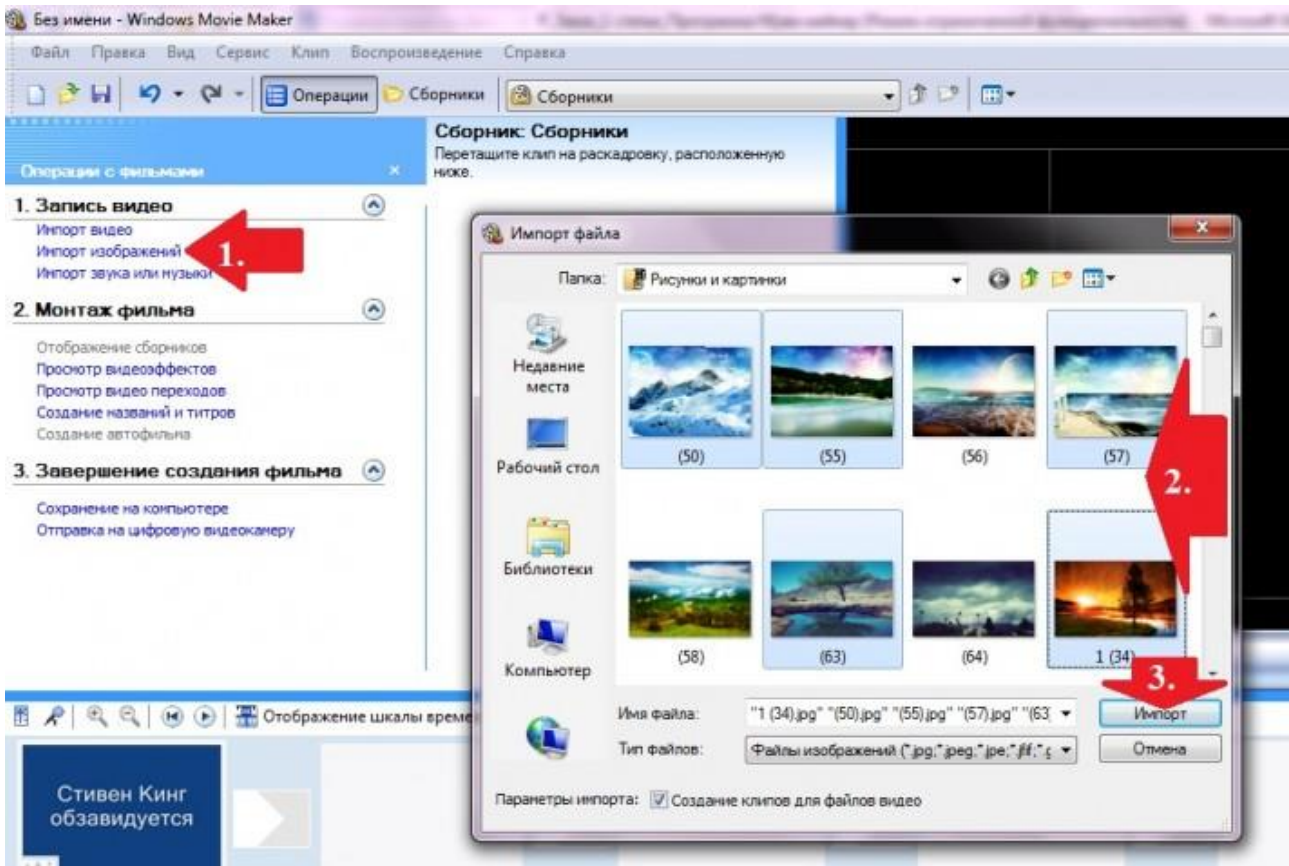 Без имени - Windows Movie Maker
Файл Правка Вид Сервис Клип Воспроизведение Справка
Операции Сборники Сборники
Сборник: Сборники
Перетащите клип на раскадровку, расположенную
ниже.
Операции с фильмами
1. Запись видео
Импорт видео
Импорт изображений
Импорт звука или музыки
1.
2. Монтаж фильма
Отображение сборников
Просмотр видеоэффектов
Просмотр видео переходов
Создание названий и титров
Создание автофильма
3. Завершение создания фильма
Сохранение на компьютере
Отправка на цифровую видеокамеру
Импорт файла
Папка: Рисунки и картинки
Недавние
места
Рабочий стол
Библиотеки
Компьютер
(50) (55) (56) (57)
2.
(58) (63) (64) 1 (34)
3.
Имя файла: "1 (34).jpg" "(50).jpg" "(55).jpg" "(57).jpg" "(63 Импорт
Тип файлов: Файлы изображений (*.jpg;*.jpeg;*.jpe;*.jfif;*.g Отмена
Параметры импорта: Создание клипов для файлов видео
Отображение шкалы време
Стивен Кинг
обзавидуется